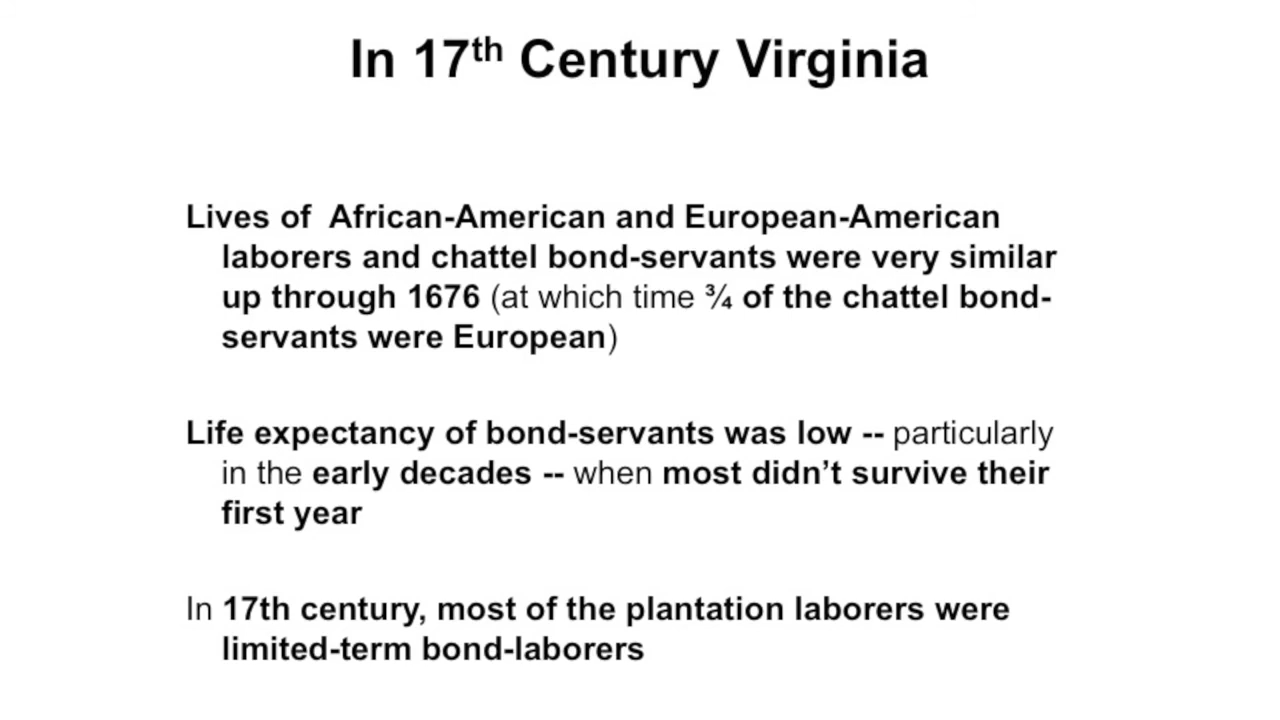 In 17th Century Virginia
Lives of  African-American and European-American
laborers and chattel bond-servants were very similar
up through 1676 (at which time ¾ of the chattel bond-
servants were European)
Life expectancy of bond-servants was low -- particularly
in the early decades -- when most didn’t survive their
first year
In 17th century, most of the plantation laborers were
limited-term bond-laborers